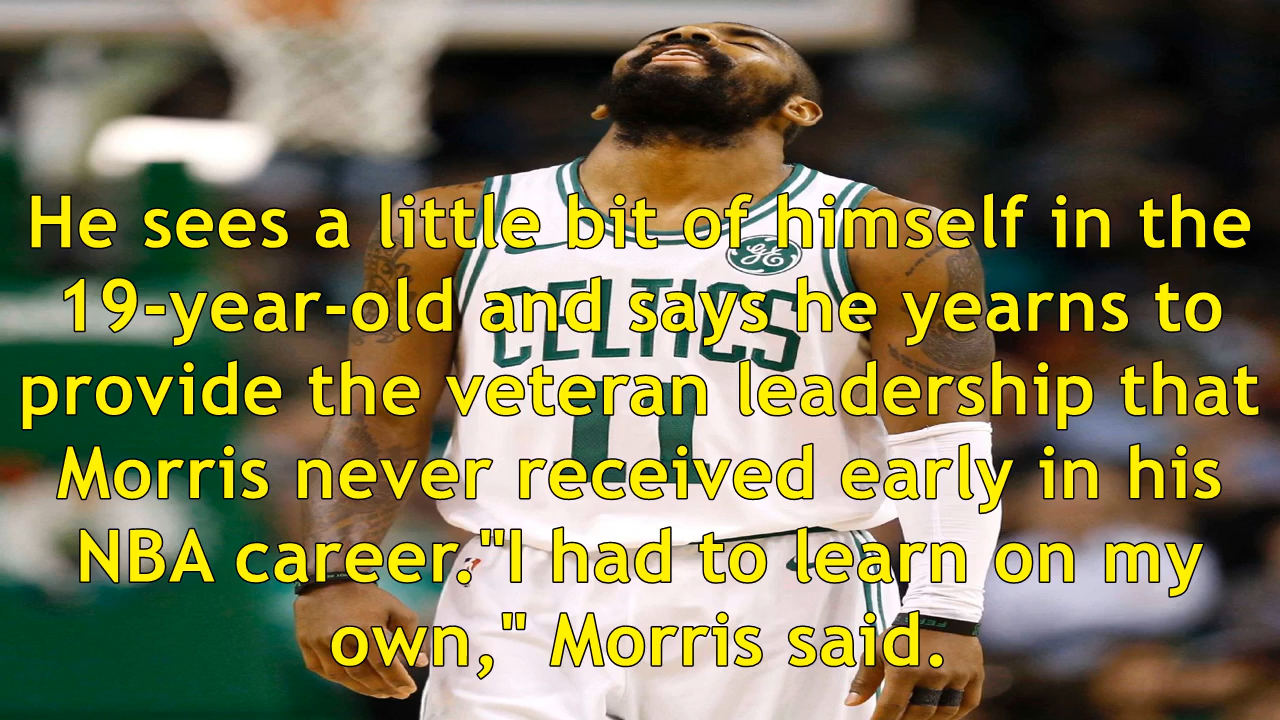 He sees a little bit of himself in the
19-year-old and says he yearns to
provide the veteran leadership that
Morris never received early in his
NBA career."I had to learn on my
own," Morris said.
GE
CELTICS
11